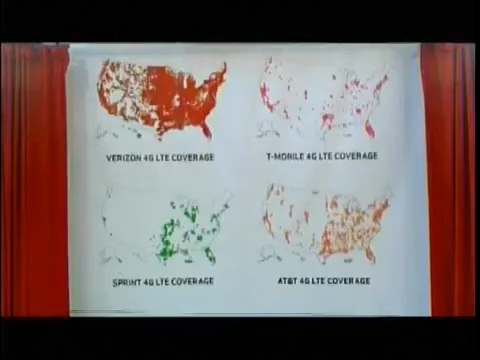 VERIZON 4G LTE COVERAGE
T-MOBILE 4G LTE COVERAGE
SPRINT 4G LTE COVERAGE
AT&T 4G LTE COVERAGE